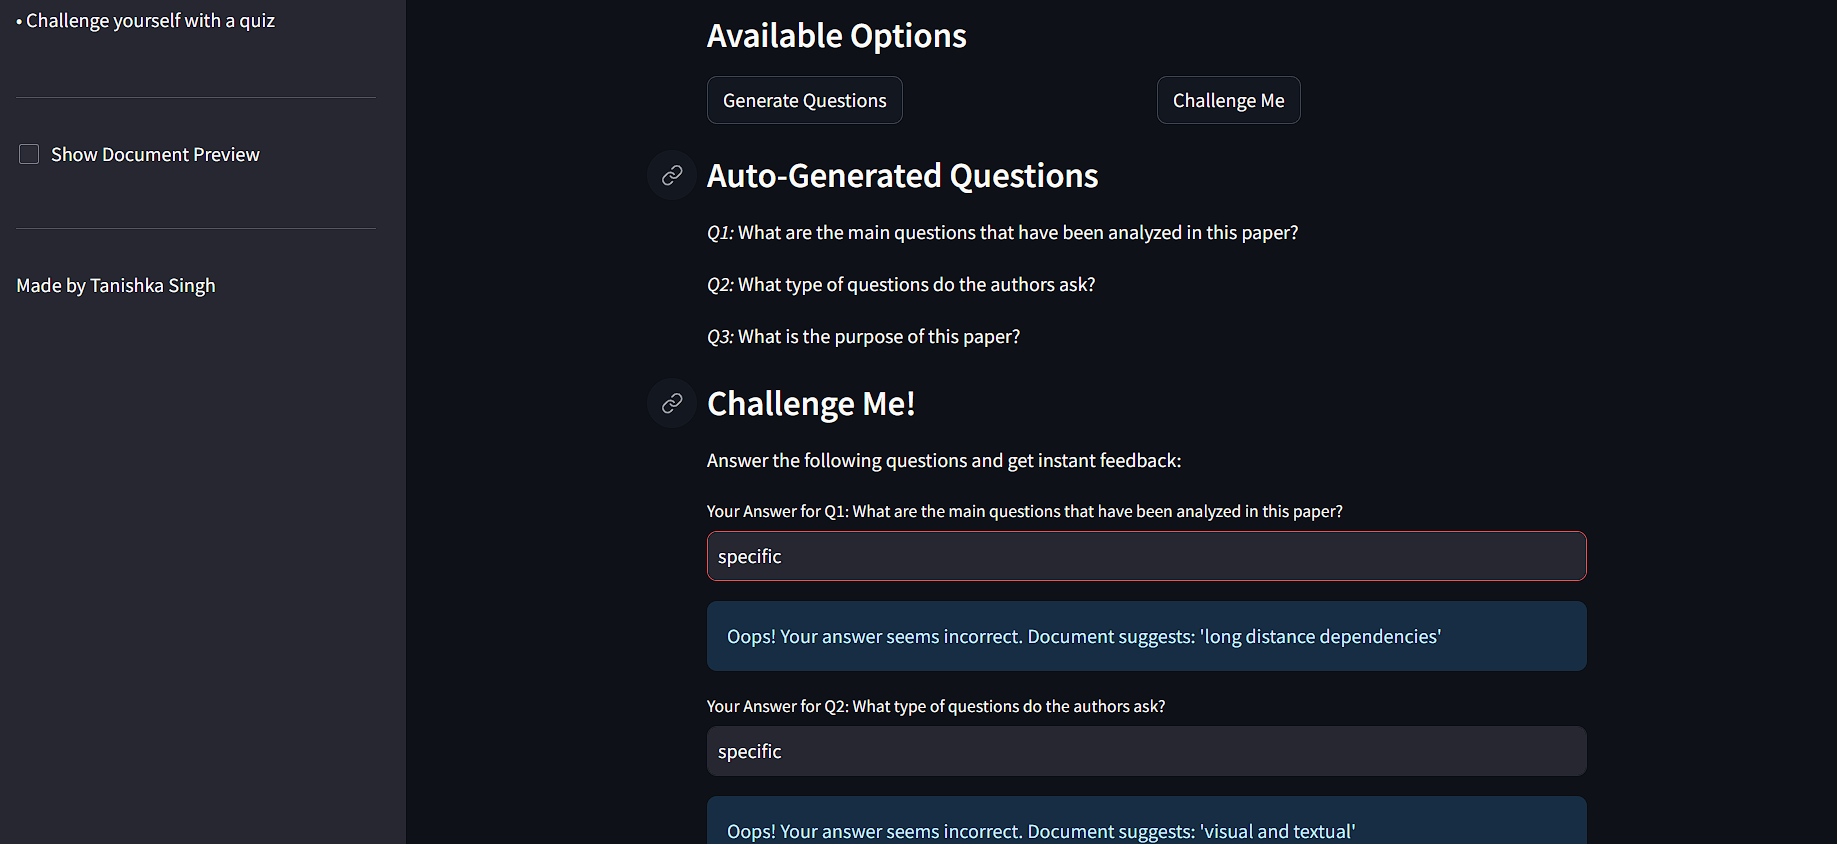 • Challenge yourself with a quiz
Show Document Preview
Made by Tanishka Singh
Available Options
Generate Questions
Challenge Me
Auto-Generated Questions
Q1: What are the main questions that have been analyzed in this paper?
Q2: What type of questions do the authors ask?
Q3: What is the purpose of this paper?
Challenge Me!
Answer the following questions and get instant feedback:
Your Answer for Q1: What are the main questions that have been analyzed in this paper?
specific
Oops! Your answer seems incorrect. Document suggests: 'long distance dependencies'
Your Answer for Q2: What type of questions do the authors ask?
specific
Oops! Your answer seems incorrect. Document suggests: 'visual and textual'